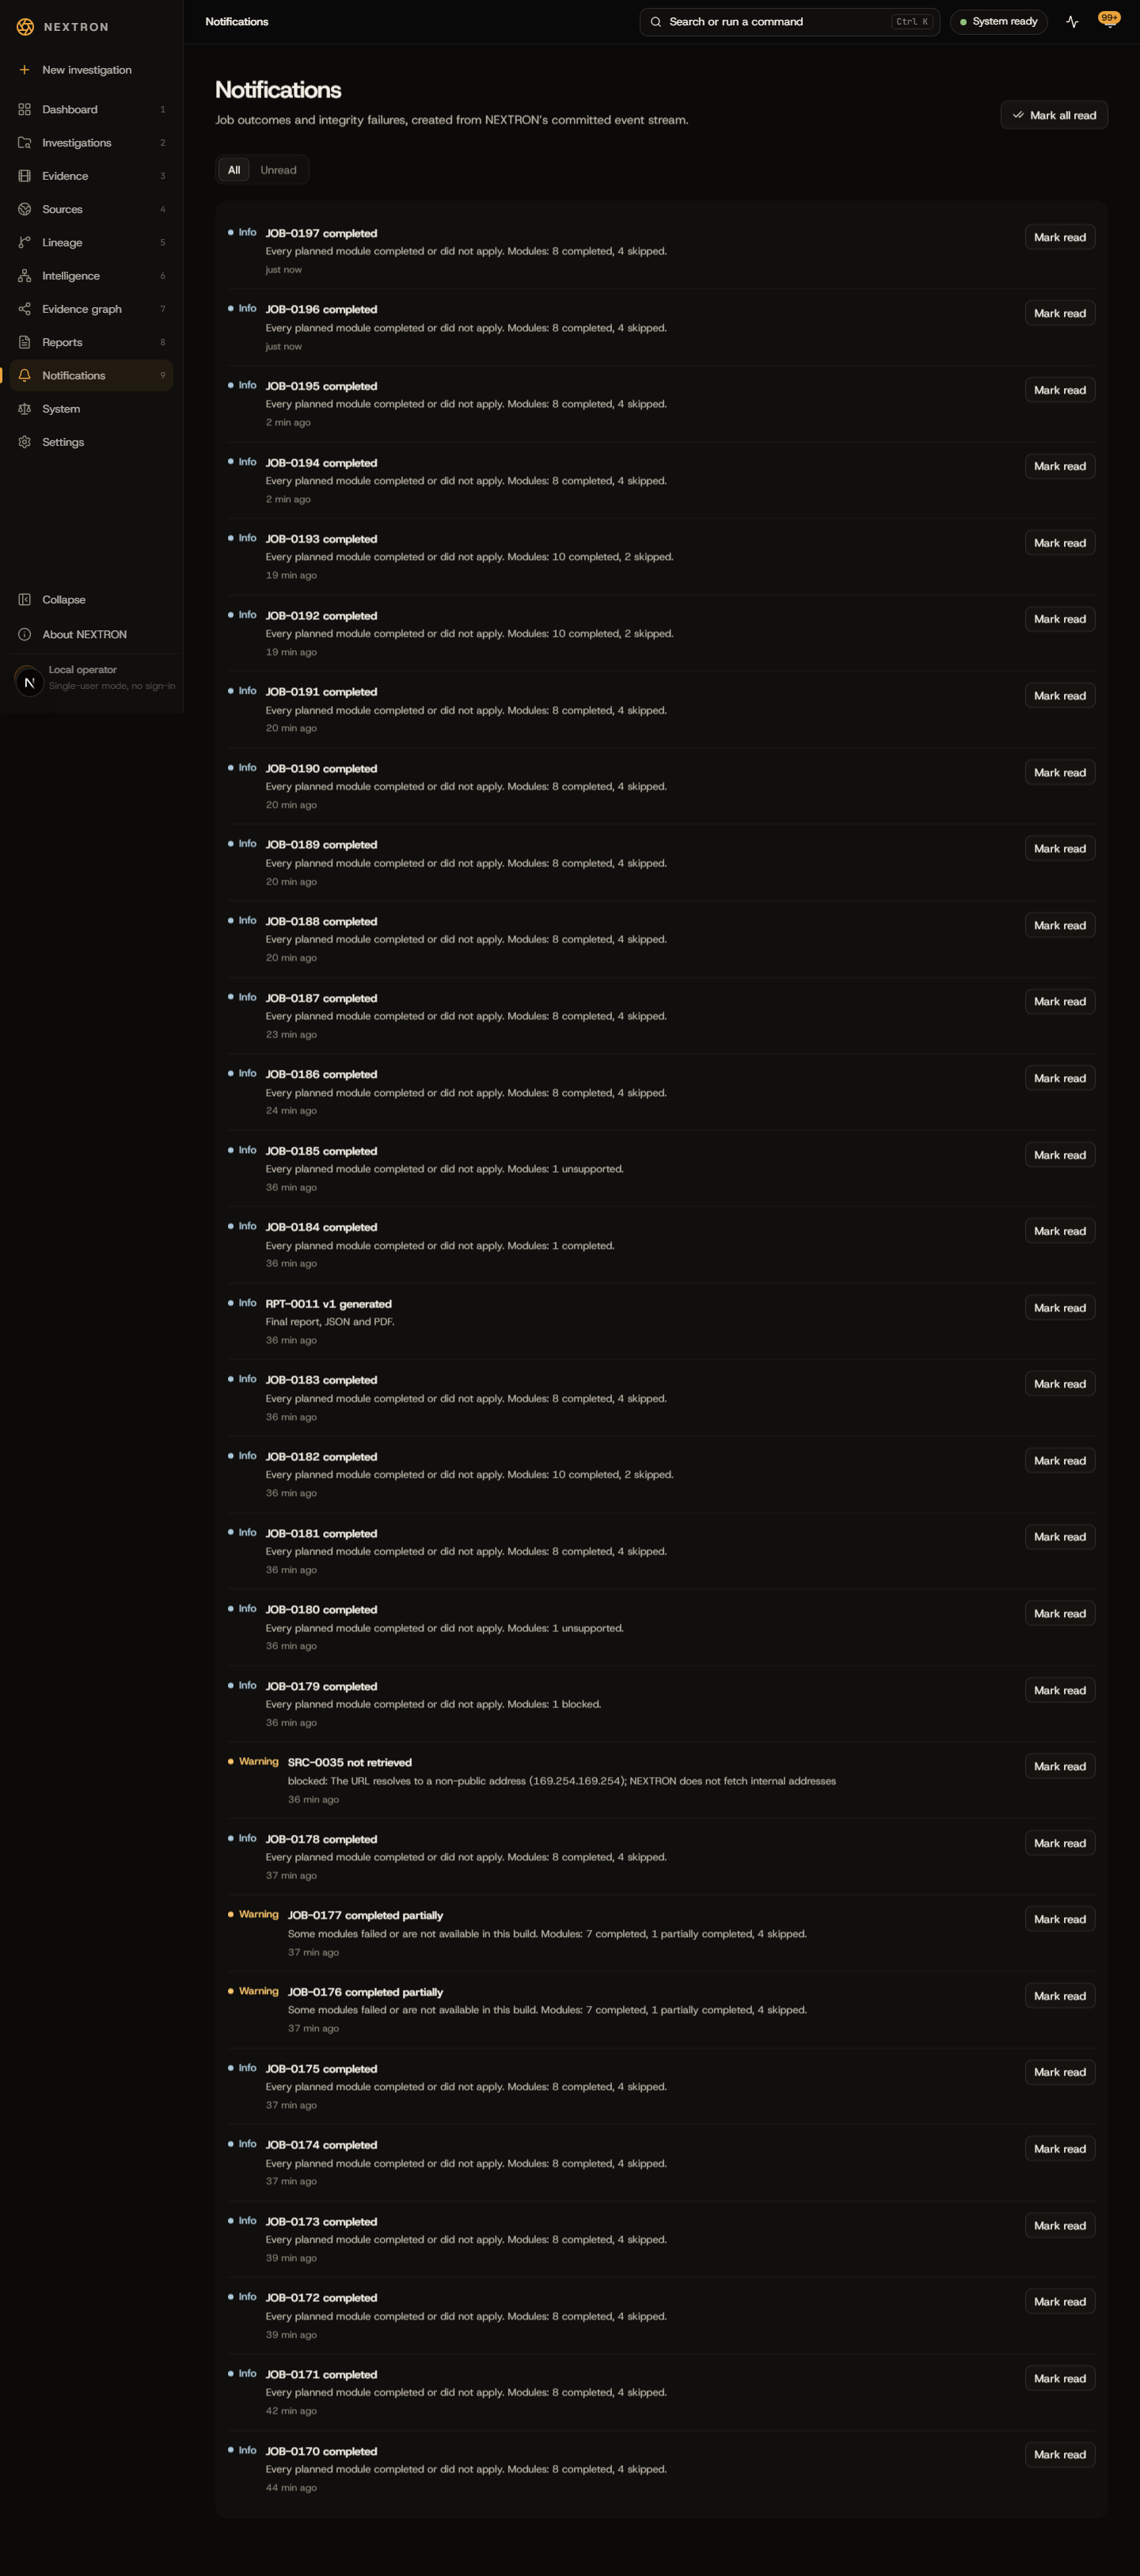 NEXTRON
Notifications
Search or run a command
Ctrl K
System ready
99+
New investigation
Dashboard 1
Investigations 2
Evidence 3
Sources 4
Lineage 5
Intelligence 6
Evidence graph 7
Reports 8
Notifications 9
System
Settings
Collapse
About NEXTRON
N
Local operator
Single-user mode, no sign-in
Notifications
Job outcomes and integrity failures, created from NEXTRON's committed event stream.
Mark all read
All
Unread
Info JOB-0197 completed Mark read
Every planned module completed or did not apply. Modules: 8 completed, 4 skipped.
just now
Info JOB-0196 completed Mark read
Every planned module completed or did not apply. Modules: 8 completed, 4 skipped.
just now
Info JOB-0195 completed Mark read
Every planned module completed or did not apply. Modules: 8 completed, 4 skipped.
2 min ago
Info JOB-0194 completed Mark read
Every planned module completed or did not apply. Modules: 8 completed, 4 skipped.
2 min ago
Info JOB-0193 completed Mark read
Every planned module completed or did not apply. Modules: 10 completed, 2 skipped.
19 min ago
Info JOB-0192 completed Mark read
Every planned module completed or did not apply. Modules: 10 completed, 2 skipped.
19 min ago
Info JOB-0191 completed Mark read
Every planned module completed or did not apply. Modules: 8 completed, 4 skipped.
20 min ago
Info JOB-0190 completed Mark read
Every planned module completed or did not apply. Modules: 8 completed, 4 skipped.
20 min ago
Info JOB-0189 completed Mark read
Every planned module completed or did not apply. Modules: 8 completed, 4 skipped.
20 min ago
Info JOB-0188 completed Mark read
Every planned module completed or did not apply. Modules: 8 completed, 4 skipped.
20 min ago
Info JOB-0187 completed Mark read
Every planned module completed or did not apply. Modules: 8 completed, 4 skipped.
23 min ago
Info JOB-0186 completed Mark read
Every planned module completed or did not apply. Modules: 8 completed, 4 skipped.
24 min ago
Info JOB-0185 completed Mark read
Every planned module completed or did not apply. Modules: 1 unsupported.
36 min ago
Info JOB-0184 completed Mark read
Every planned module completed or did not apply. Modules: 1 completed.
36 min ago
Info RPT-0011 v1 generated Mark read
Final report, JSON and PDF.
36 min ago
Info JOB-0183 completed Mark read
Every planned module completed or did not apply. Modules: 8 completed, 4 skipped.
36 min ago
Info JOB-0182 completed Mark read
Every planned module completed or did not apply. Modules: 10 completed, 2 skipped.
36 min ago
Info JOB-0181 completed Mark read
Every planned module completed or did not apply. Modules: 8 completed, 4 skipped.
36 min ago
Info JOB-0180 completed Mark read
Every planned module completed or did not apply. Modules: 1 unsupported.
36 min ago
Info JOB-0179 completed Mark read
Every planned module completed or did not apply. Modules: 1 blocked.
36 min ago
Warning SRC-0035 not retrieved Mark read
blocked: The URL resolves to a non-public address (169.254.169.254); NEXTRON does not fetch internal addresses
36 min ago
Info JOB-0178 completed Mark read
Every planned module completed or did not apply. Modules: 8 completed, 4 skipped.
37 min ago
Warning JOB-0177 completed partially Mark read
Some modules failed or are not available in this build. Modules: 7 completed, 1 partially completed, 4 skipped.
37 min ago
Warning JOB-0176 completed partially Mark read
Some modules failed or are not available in this build. Modules: 7 completed, 1 partially completed, 4 skipped.
37 min ago
Info JOB-0175 completed Mark read
Every planned module completed or did not apply. Modules: 8 completed, 4 skipped.
37 min ago
Info JOB-0174 completed Mark read
Every planned module completed or did not apply. Modules: 8 completed, 4 skipped.
37 min ago
Info JOB-0173 completed Mark read
Every planned module completed or did not apply. Modules: 8 completed, 4 skipped.
39 min ago
Info JOB-0172 completed Mark read
Every planned module completed or did not apply. Modules: 8 completed, 4 skipped.
39 min ago
Info JOB-0171 completed Mark read
Every planned module completed or did not apply. Modules: 8 completed, 4 skipped.
42 min ago
Info JOB-0170 completed Mark read
Every planned module completed or did not apply. Modules: 8 completed, 4 skipped.
44 min ago